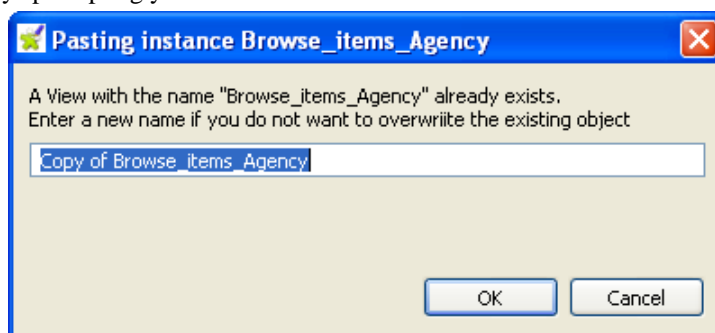 Pasting instance Browse_items_Agency
A View with the name "Browse_items_Agency" already exists.
Enter a new name if you do not want to overwriite the existing object
Copy of Browse_items_Agency
OK Cancel